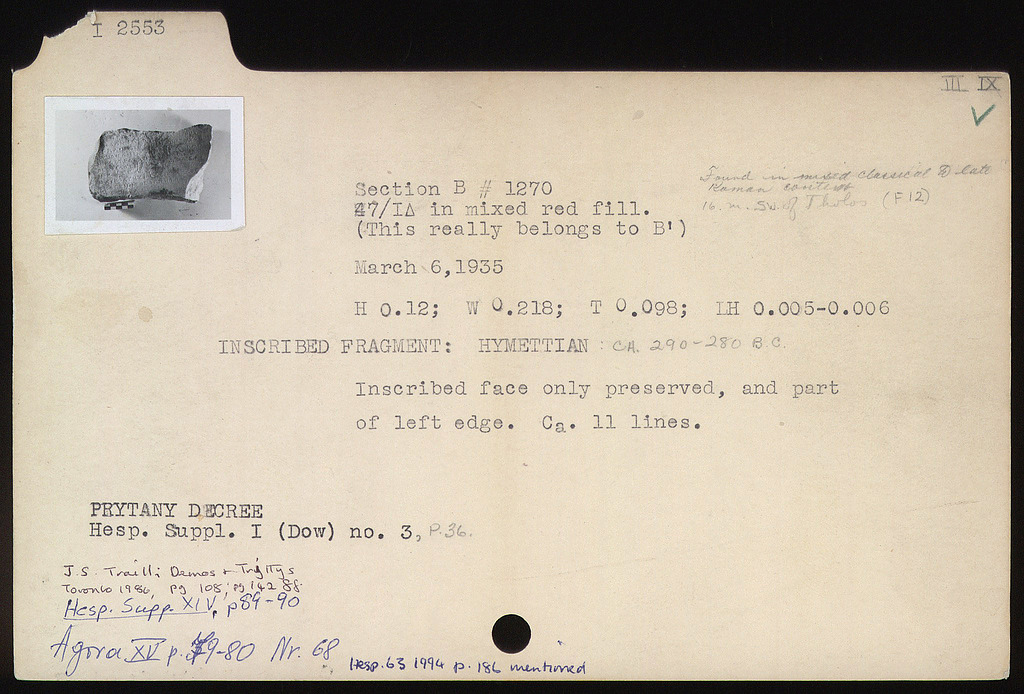 I 2553
III IX
Section B # 1270
47/ΙΔ in mixed red fill.
(This really belongs to B')
Found in mixed classical to late
Roman context
16. m. SW. of Tholos (F12)
March 6, 1935
H 0.12; W 0.218; T 0.098; LH 0.005-0.006
INSCRIBED FRAGMENT: HYMETTIAN : CA. 290-280 B.C.
Inscribed face only preserved, and part
of left edge. Ca. 11 lines.
PRYTANY DECREE
Hesp. Suppl. I (Dow) no. 3, P.36.
J.S. Traill; Demos + Trittys
Toronto 1986, pg 108; pg 142
Hesp. Supp. XIV, p89-90
Agora XV p. 79-80 Nr. 68
Hesp. 63 1994 p. 186 mentioned